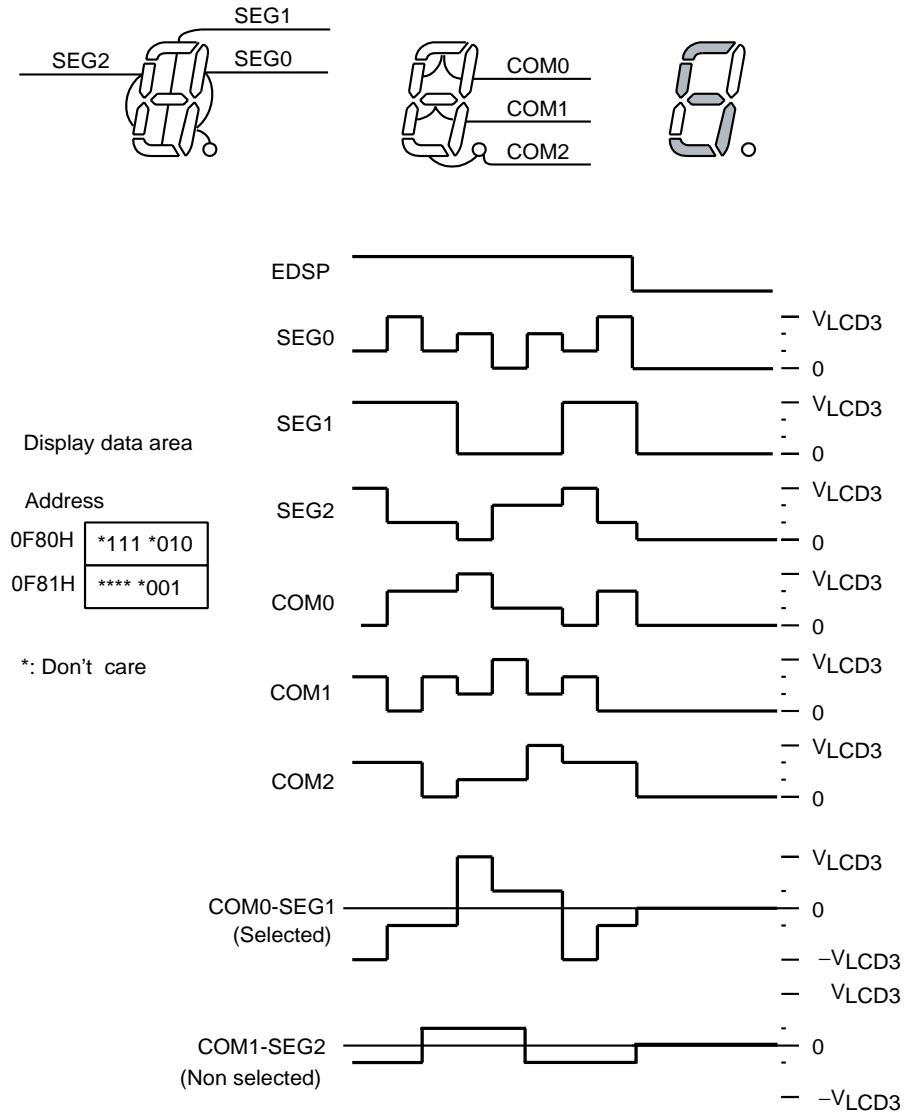 SEG1
SEG2
SEG0
COM0
COM1
COM2
EDSP
SEG0
VLCD3
0
SEG1
VLCD3
0
Display data area
SEG2
VLCD3
0
Address
0F80H *111 *010
0F81H **** *001
COM0
VLCD3
0
*: Don't care
COM1
VLCD3
0
COM2
VLCD3
0
COM0-SEG1
(Selected)
VLCD3
0
−VLCD3
COM1-SEG2
(Non selected)
VLCD3
0
−VLCD3